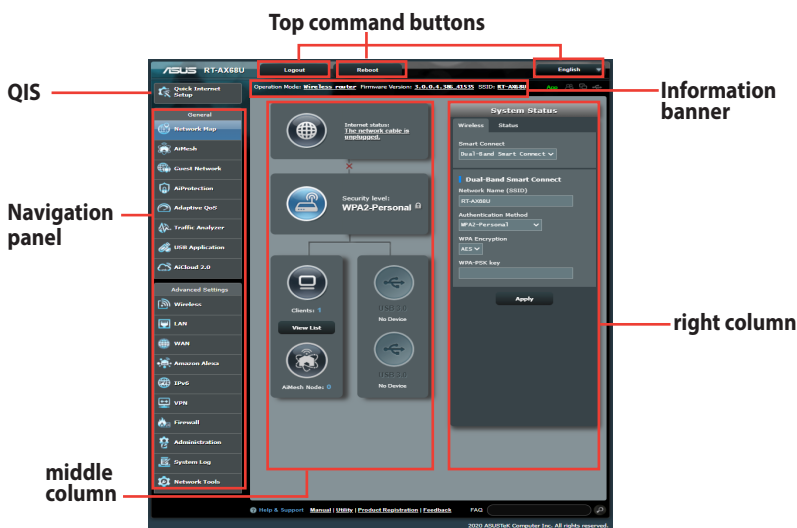 Top command buttons
QIS
Information
banner
Navigation
panel
right column
middle
column
ASUS RT-AX68U
Logout
Reboot
English
Quick Internet
Setup
Operation Mode: Wireless router Firmware Version: 3.0.0.4.386_41535 SSID: RT-AX68U
App
General
Network Map
AiMesh
Guest Network
AiProtection
Adaptive QoS
Traffic Analyzer
USB Application
AiCloud 2.0
Advanced Settings
Wireless
LAN
WAN
Amazon Alexa
IPv6
VPN
Firewall
Administration
System Log
Network Tools
Internet status:
The network cable is
unplugged.
Security level:
WPA2-Personal
Clients: 1
View List
AiMesh Node: 0
USB 2.0
No Device
USB 2.0
No Device
System Status
Wireless Status
Smart Connect
Dual-Band Smart Connect
Dual-Band Smart Connect
Network Name (SSID)
RT-AX88U
Authentication Method
WPA2-Personal
WPA Encryption
AES
WPA-PSK key
Apply
Help & Support Manual | Utility | Product Registration | Feedback
FAQ
2020 ASUSTeK Computer Inc. All rights reserved.